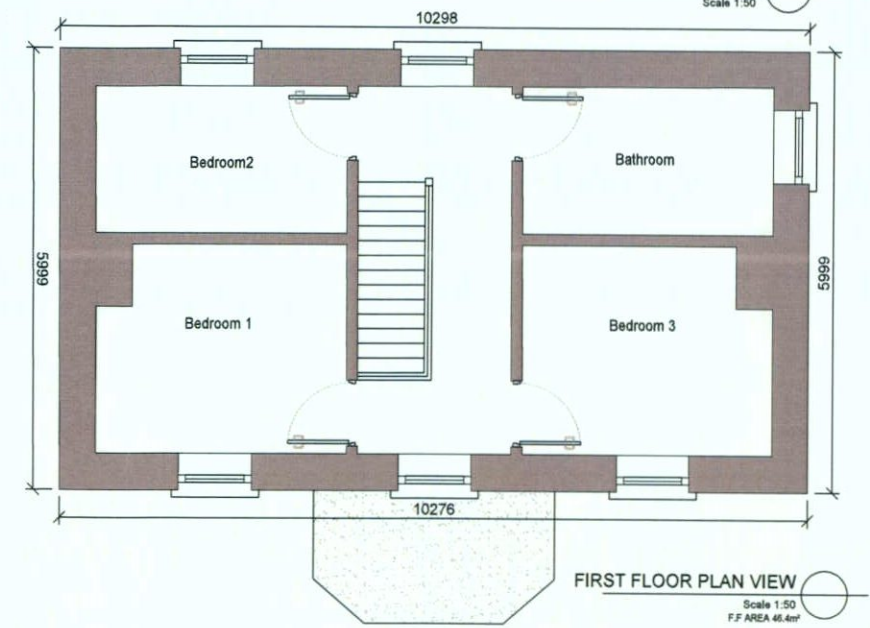 Scale 1:50
10298
Bedroom2
Bathroom
5999
5999
Bedroom 1
Bedroom 3
10276
FIRST FLOOR PLAN VIEW
Scale 1:50
F.F AREA 46.4m²